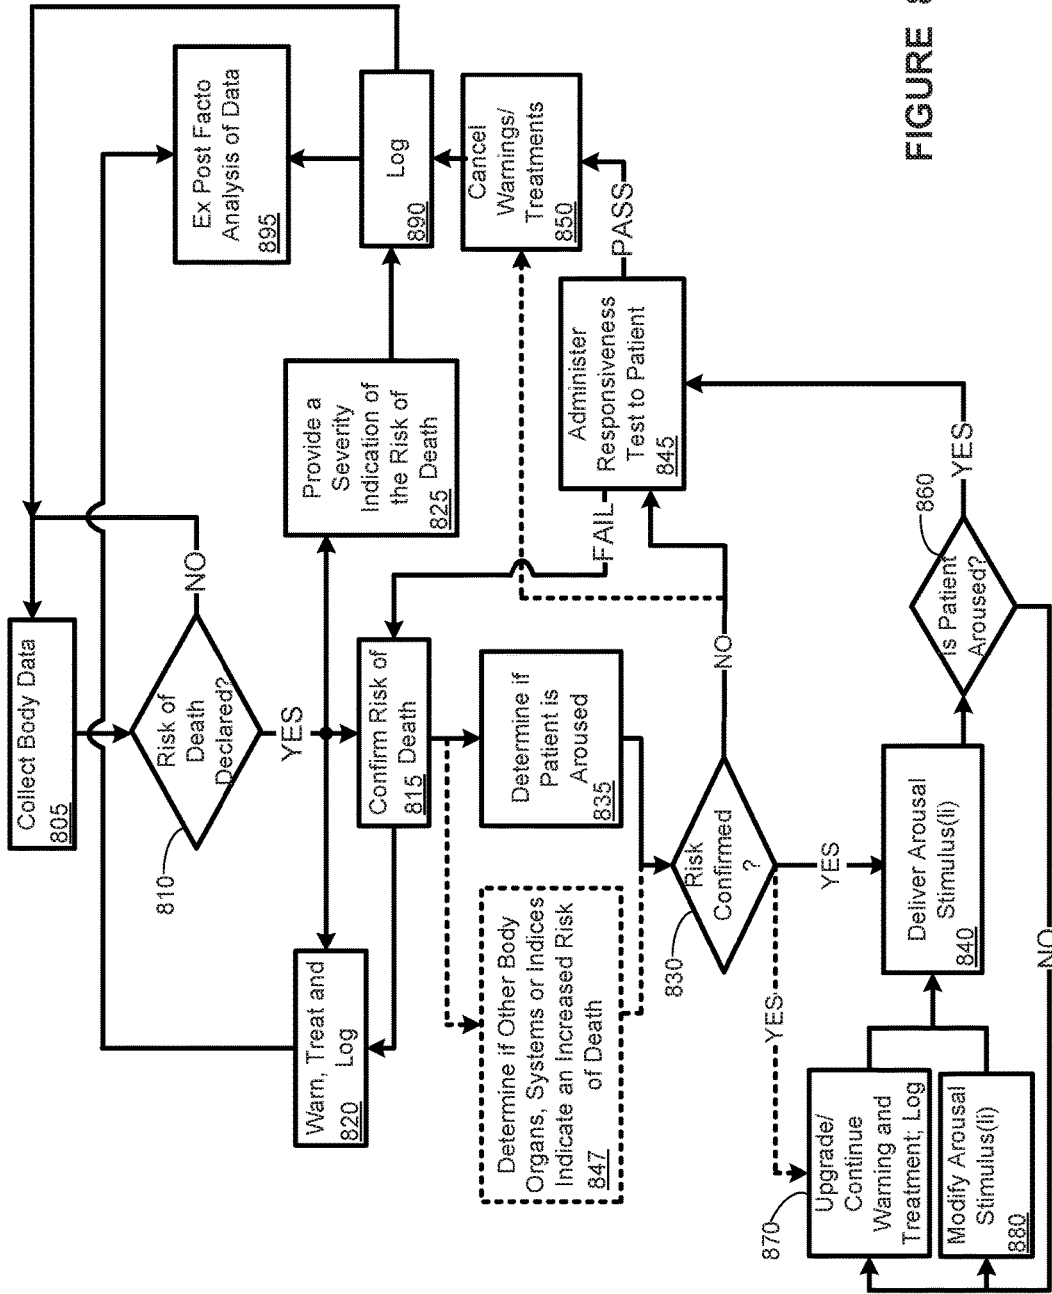 Collect Body Data
805
Risk of
Death
Declared?
810
NO
YES
Warn, Treat and
Log
820
Confirm Risk of
Death
815
Provide a
Severity
Indication of
the Risk of
Death
825
Ex Post Facto
Analysis of Data
895
Log
890
Cancel
Warnings/
Treatments
850
Determine if Other Body
Organs, Systems or Indices
Indicate an Increased Risk
of Death
847
Determine if
Patient is
Aroused
835
FAIL
Administer
Responsiveness
Test to Patient
845
PASS
Risk
Confirmed
?
830
NO
YES
YES
Upgrade/
Continue
Warning and
Treatment; Log
870
Modify Arousal
Stimulus(li)
880
Deliver Arousal
Stimulus(li)
840
Is Patient
Aroused?
860
YES
NO
FIGURE